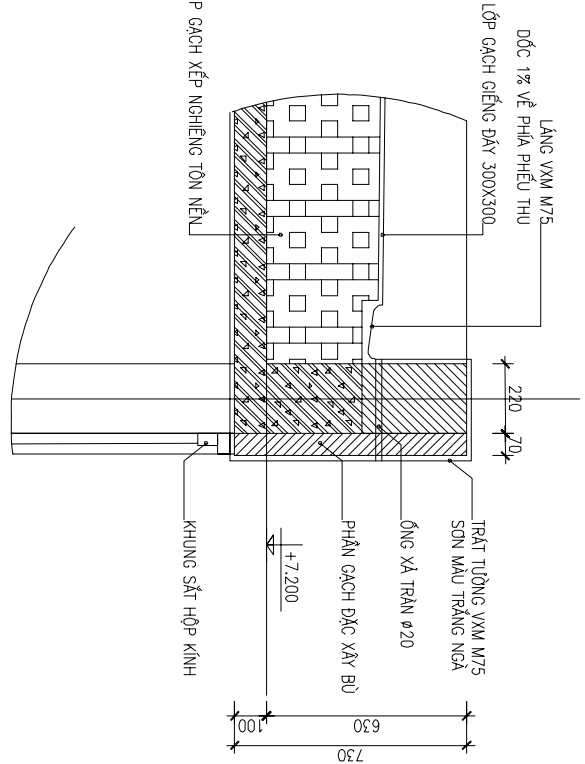 LÁNG VXM M75
DỐC 1% VỀ PHÍA PHỄU THU
LỚP GẠCH GIẾNG ĐÁY 300X300
P GẠCH XẾP NGHIÊNG TÔN NỀN
220
70
TRÁT TƯỜNG VXM M75
SƠN MÀU TRẮNG NGÀ
ỐNG XẢ TRÀN Ø20
PHẦN GẠCH ĐẶC XÂY BÙ
+7.200
KHUNG SẮT HỘP KÍNH
100
630
730